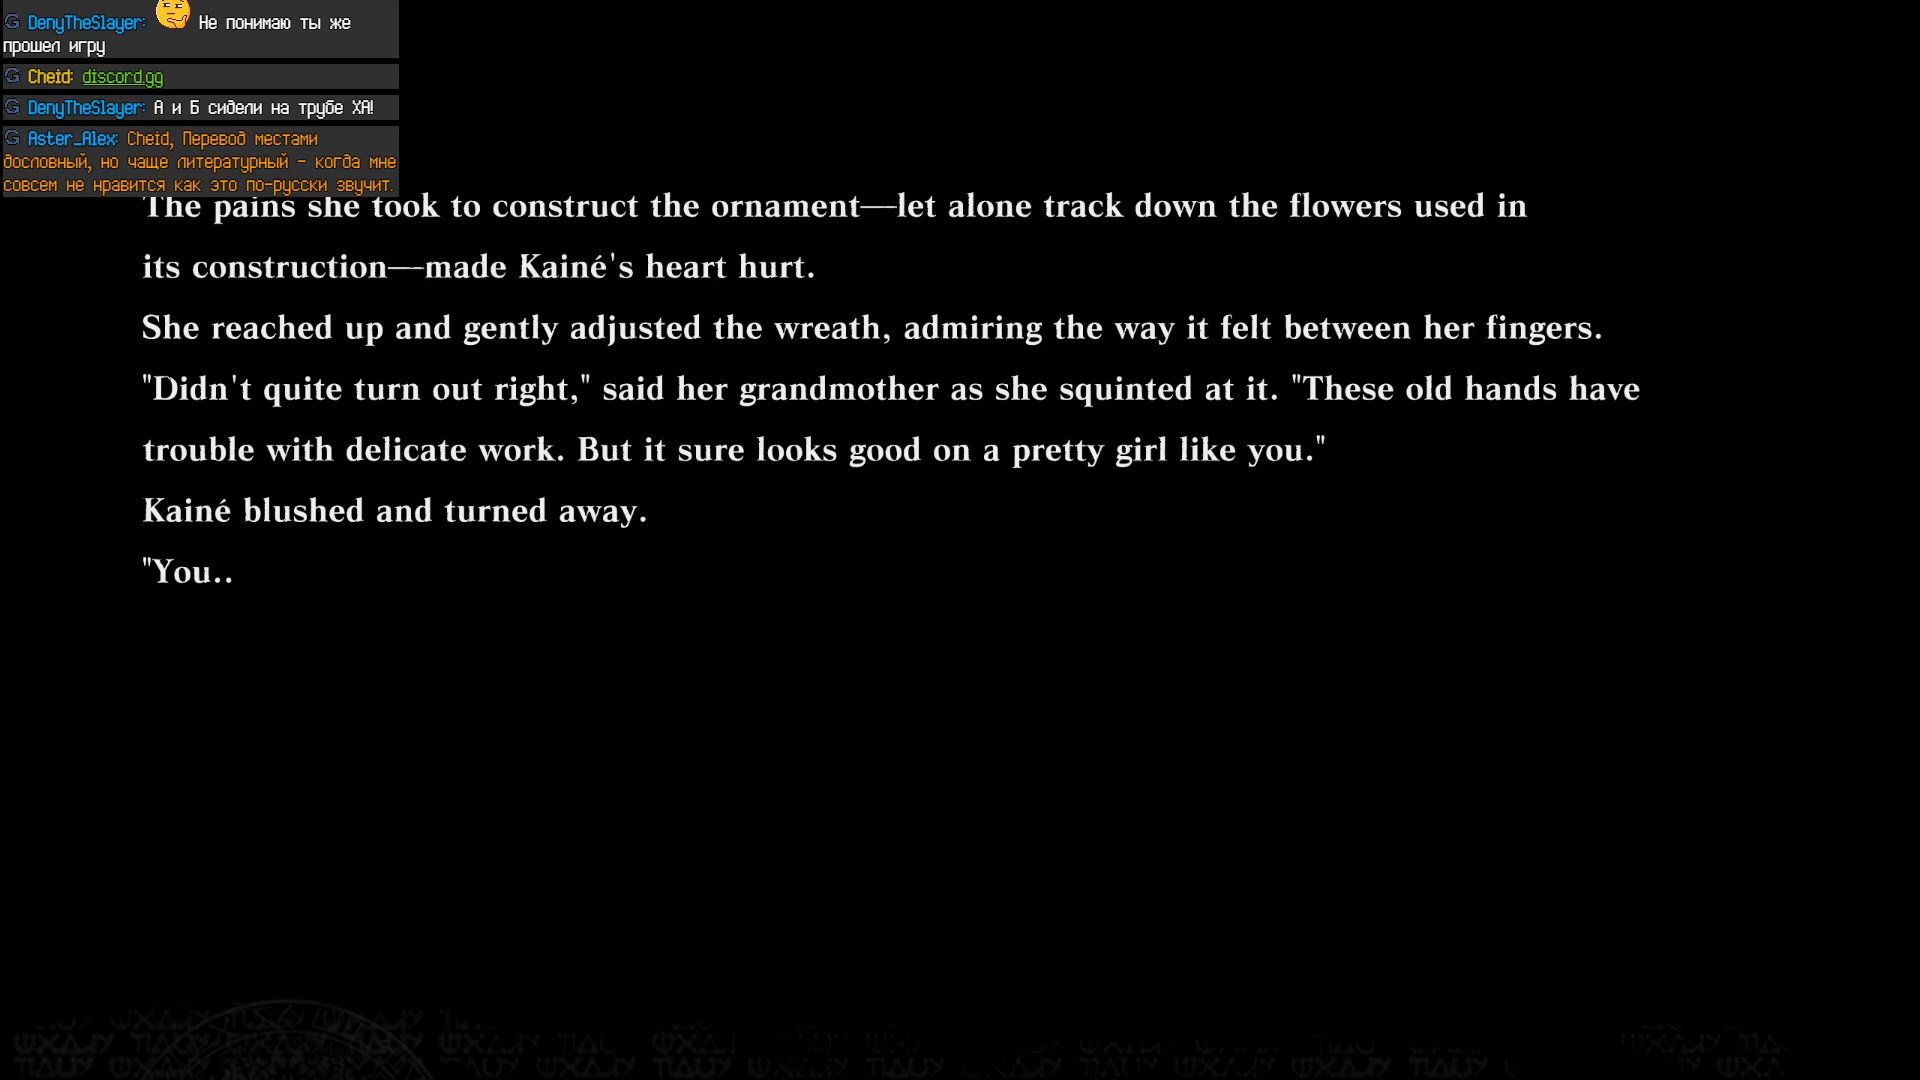 DenyTheSlayer: Не понимаю ты же
прошел игру
Cheid: discord.gg
DenyTheSlayer: А и Б сидели на трубе ХА!
Aster_Alex: Cheid, Перевод местами
дословный, но чаще литературный - когда мне
совсем не нравится как это по-русски звучит.
The pains she took to construct the ornament—let alone track down the flowers used in
its construction—made Kainé's heart hurt.
She reached up and gently adjusted the wreath, admiring the way it felt between her fingers.
"Didn't quite turn out right," said her grandmother as she squinted at it. "These old hands have
trouble with delicate work. But it sure looks good on a pretty girl like you."
Kainé blushed and turned away.
"You..